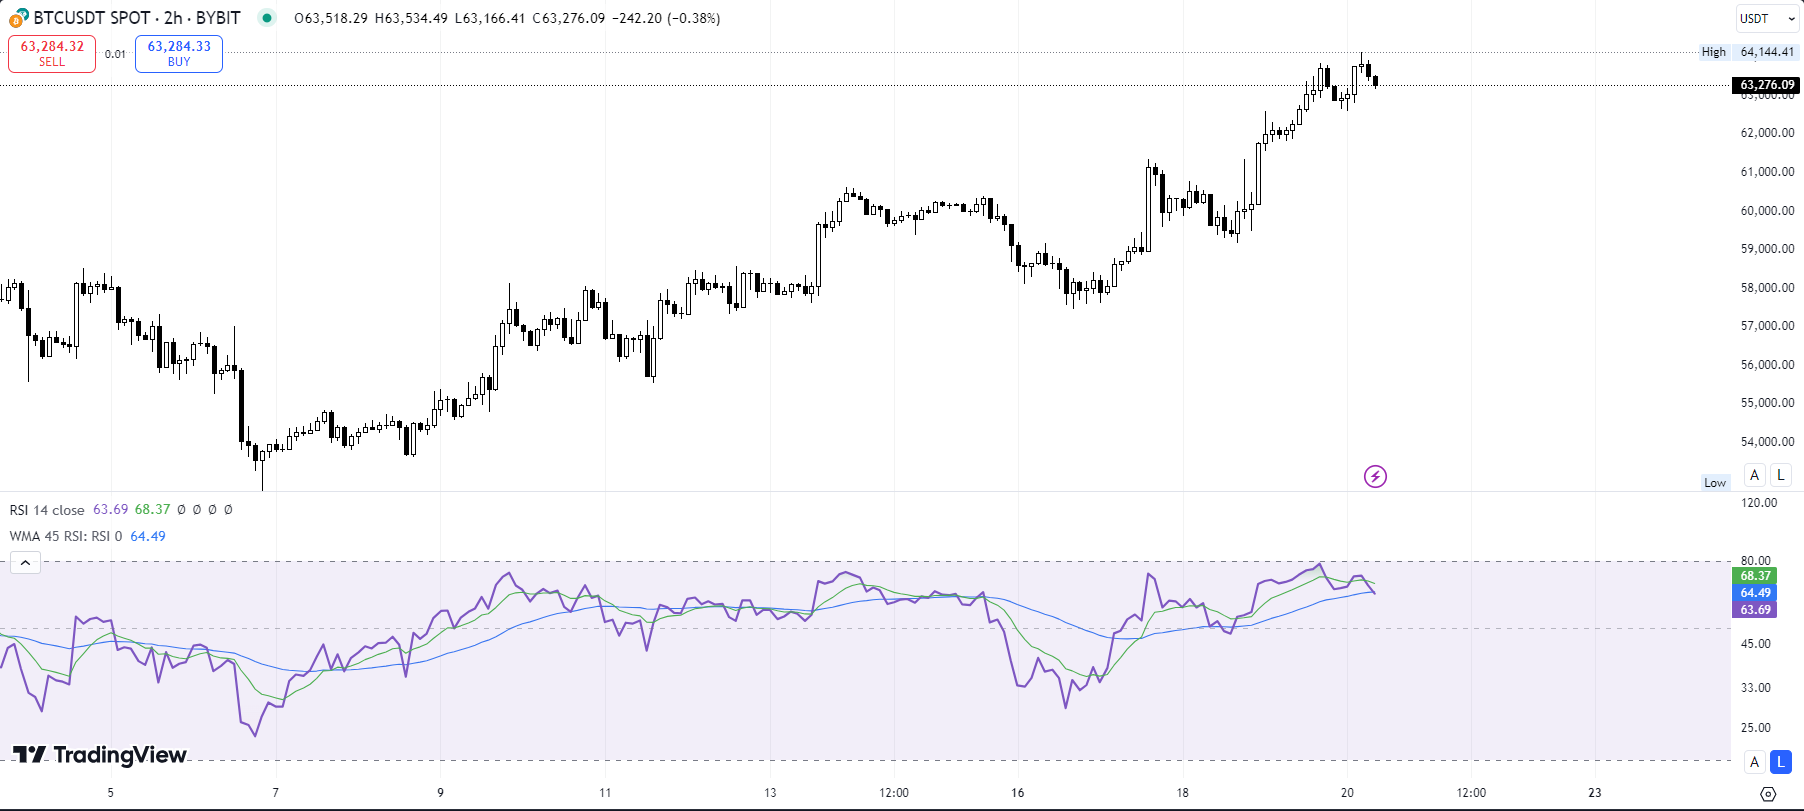 BTCUSDT SPOT · 2h · BYBIT O63,518.29 H63,534.49 L63,166.41 C63,276.09 −242.20 (−0.38%)
USDT
63,284.32
SELL
0.01
63,284.33
BUY
High 64,144.41
63,276.09
63,000.00
62,000.00
61,000.00
60,000.00
59,000.00
58,000.00
57,000.00
56,000.00
55,000.00
54,000.00
A L
Low
RSI 14 close 63.69 68.37 Ø Ø Ø Ø
WMA 45 RSI: RSI 0 64.49
120.00
80.00
68.37
64.49
63.69
45.00
33.00
25.00
TradingView
A L
5 7 9 11 13 12:00 16 18 20 12:00 23